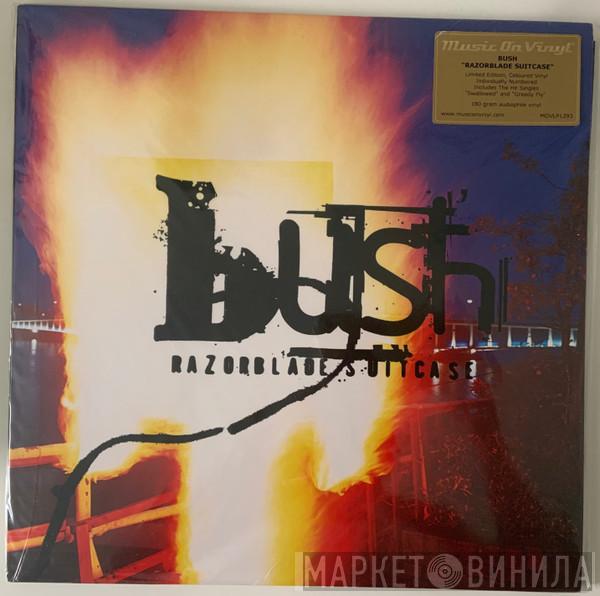 Music On Vinyl
BUSH
"RAZORBLADE SUITCASE"
Limited Edition, Coloured Vinyl
Individually Numbered
Includes The Hit Singles
"Swallowed" and "Greedy Fly"
180 gram audiophile vinyl
www.musiconvinyl.com MOVLP1293
bush
RAZORBLADE SUITCASE
МАРКЕТ ВИНИЛА